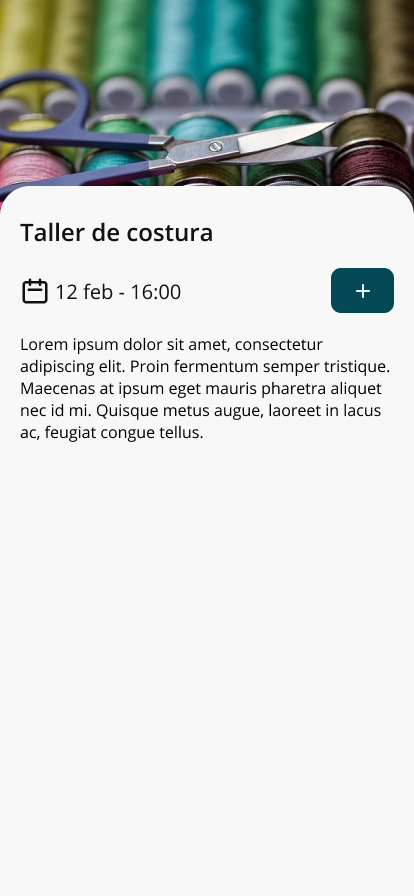 Taller de costura
12 feb - 16:00
Lorem ipsum dolor sit amet, consectetur
adipiscing elit. Proin fermentum semper tristique.
Maecenas at ipsum eget mauris pharetra aliquet
nec id mi. Quisque metus augue, laoreet in lacus
ac, feugiat congue tellus.